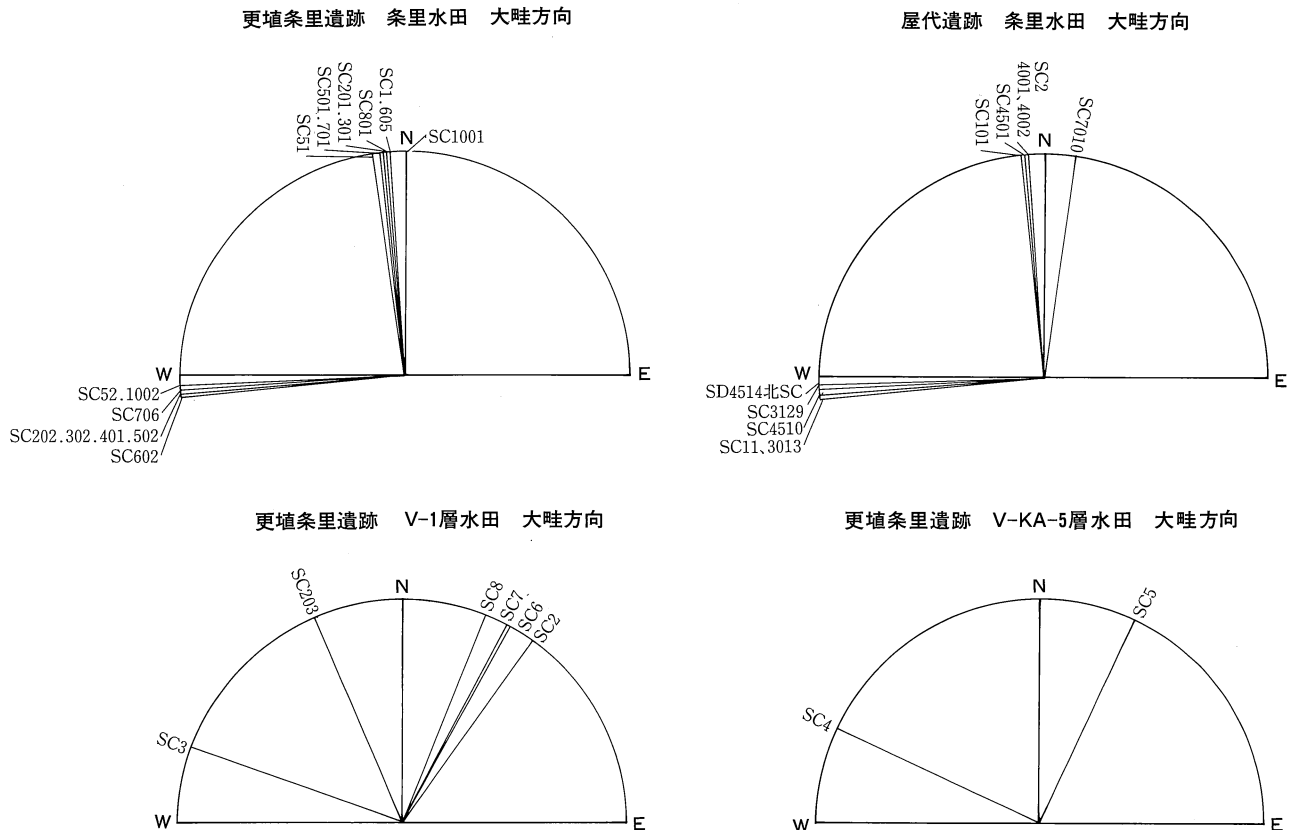 更埴条里遺跡　条里水田　大畦方向
SC51
SC501.701
SC201.301
SC801
SC1.605
N
SC1001
W
E
SC52.1002
SC706
SC202.302.401.502
SC602
屋代遺跡　条里水田　大畦方向
SC101
SC4501
4001、4002
SC2
N
SC7010
W
E
SD4514北SC
SC3129
SC4510
SC11、3013
更埴条里遺跡　V-1層水田　大畦方向
SC3
SC203
N
SC8
SC7
SC6
SC2
W
E
更埴条里遺跡　V-KA-5層水田　大畦方向
SC4
N
SC5
W
E